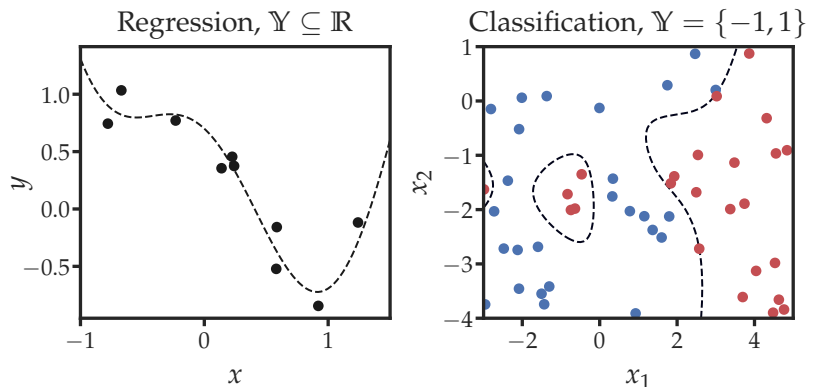 Regression, 𝕐 ⊆ ℝ
1.0
0.5
0.0
−0.5
y
−1
0
1
x
Classification, 𝕐 = {−1, 1}
0
−1
−2
−3
−4
x₂
−2
0
2
4
x₁